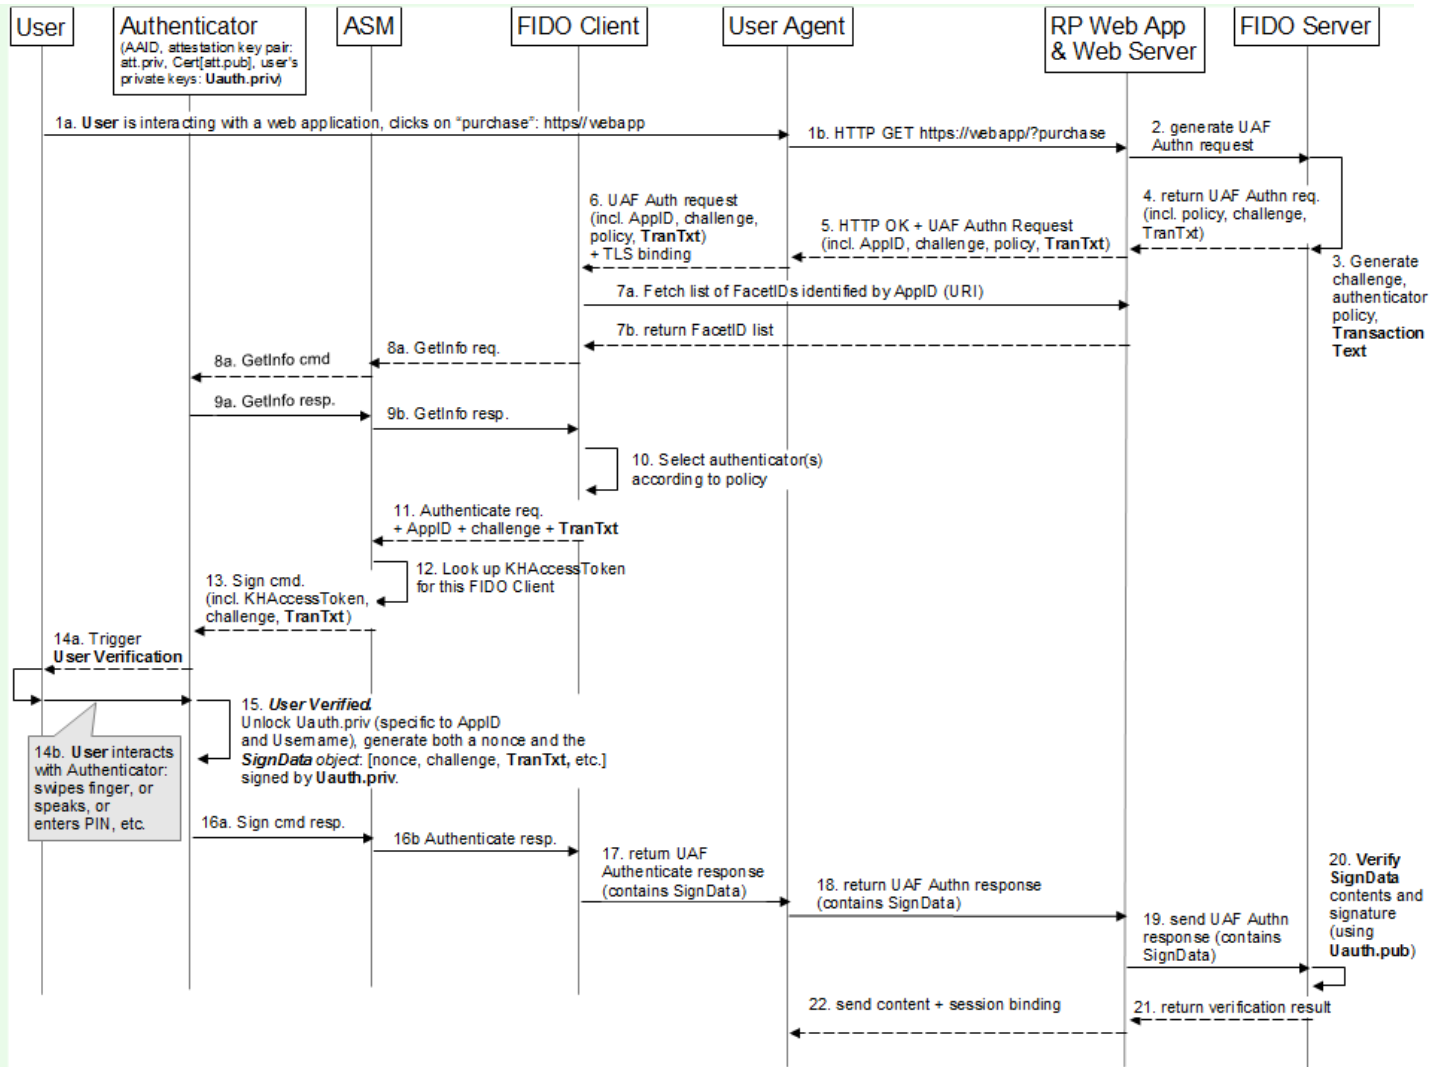 User
Authenticator
(AAID, attestation key pair:
att.priv, Cert[att.pub], user's
private keys: Uauth.priv)
ASM
FIDO Client
User Agent
RP Web App
& Web Server
FIDO Server
1a. User is interacting with a web application, clicks on “purchase”: https//webapp
1b. HTTP GET https://webapp/?purchase
2. generate UAF
Authn request
3. Generate
challenge,
authenticator
policy,
Transaction
Text
4. return UAF Authn req.
(incl. policy, challenge,
TranTxt)
5. HTTP OK + UAF Authn Request
(incl. AppID, challenge, policy, TranTxt)
6. UAF Auth request
(incl. AppID, challenge,
policy, TranTxt)
+ TLS binding
7a. Fetch list of FacetIDs identified by AppID (URI)
7b. return FacetID list
8a. GetInfo req.
8a. GetInfo cmd
9a. GetInfo resp.
9b. GetInfo resp.
10. Select authenticator(s)
according to policy
11. Authenticate req.
+ AppID + challenge + TranTxt
12. Look up KHAccessToken
for this FIDO Client
13. Sign cmd.
(incl. KHAccessToken,
challenge, TranTxt)
14a. Trigger
User Verification
14b. User interacts
with Authenticator:
swipes finger, or
speaks, or
enters PIN, etc.
15. User Verified.
Unlock Uauth.priv (specific to AppID
and Username), generate both a nonce and the
SignData object: [nonce, challenge, TranTxt, etc.]
signed by Uauth.priv.
16a. Sign cmd resp.
16b Authenticate resp.
17. return UAF
Authenticate response
(contains SignData)
18. return UAF Authn response
(contains SignData)
19. send UAF Authn
response (contains
SignData)
20. Verify
SignData
contents and
signature
(using
Uauth.pub)
21. return verification result
22. send content + session binding